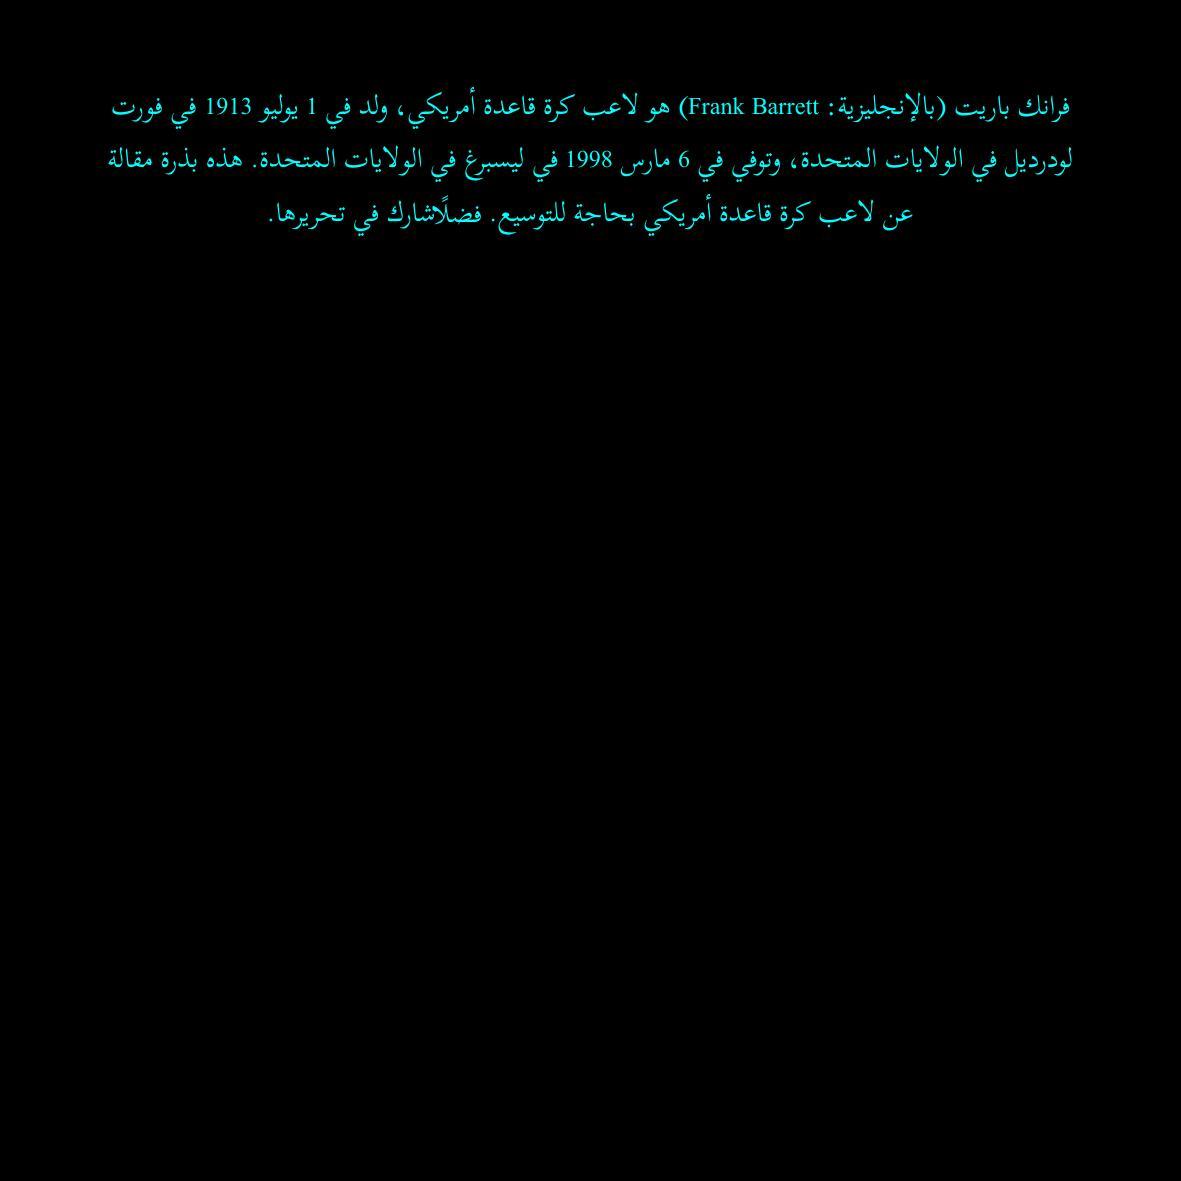 فرانك باريت (بالإنجليزية: Frank Barrett) هو لاعب كرة قاعدة أمريكي، ولد في 1 يوليو 1913 في فورت
لودرديل في الولايات المتحدة، وتوفي في 6 مارس 1998 في ليسبرغ في الولايات المتحدة. هذه بذرة مقالة
عن لاعب كرة قاعدة أمريكي بحاجة للتوسيع. فضلًاشارك في تحريرها.